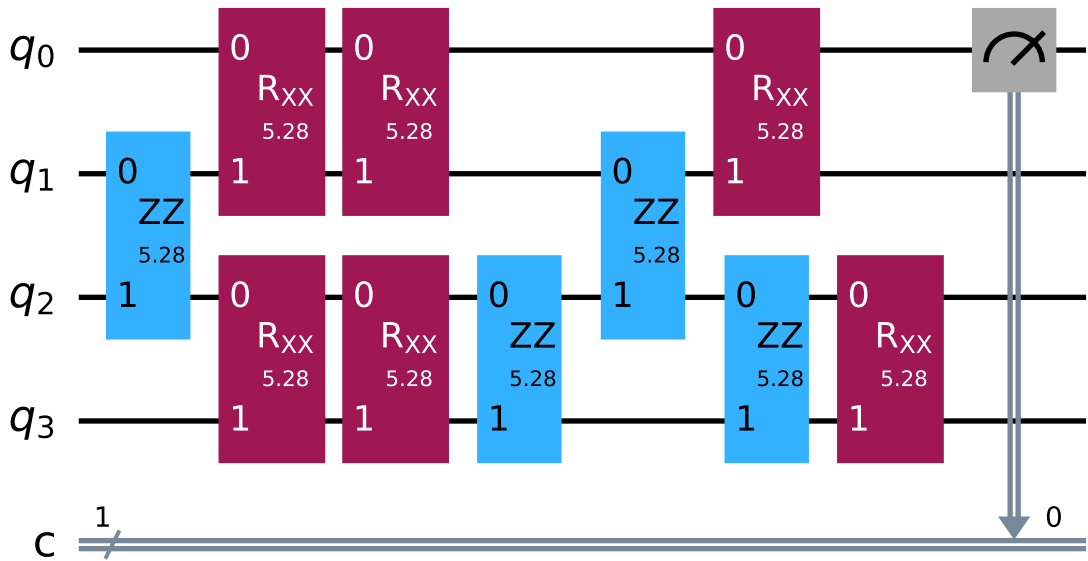 q0 0 0 0
RXX RXX RXX
5.28 5.28 5.28
q1 0 1 1 0 1
ZZ ZZ
5.28 5.28
q2 1 0 0 0 1 0 0
RXX RXX ZZ ZZ RXX
5.28 5.28 5.28 5.28 5.28
q3 1 1 1 1 1
1 0
c